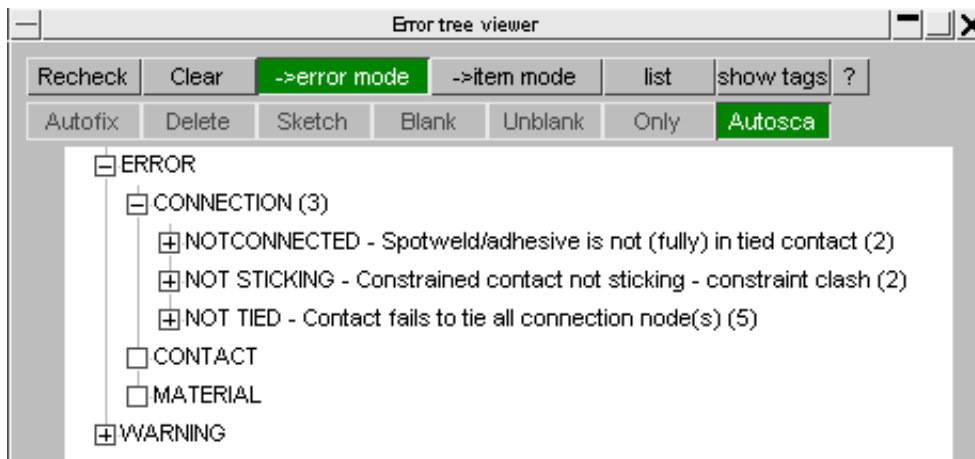 Error tree viewer
Recheck Clear ->error mode ->item mode list show tags ?
Autofix Delete Sketch Blank Unblank Only Autosca
ERROR
CONNECTION (3)
NOTCONNECTED - Spotweld/adhesive is not (fully) in tied contact (2)
NOT STICKING - Constrained contact not sticking - constraint clash (2)
NOT TIED - Contact fails to tie all connection node(s) (5)
CONTACT
MATERIAL
WARNING